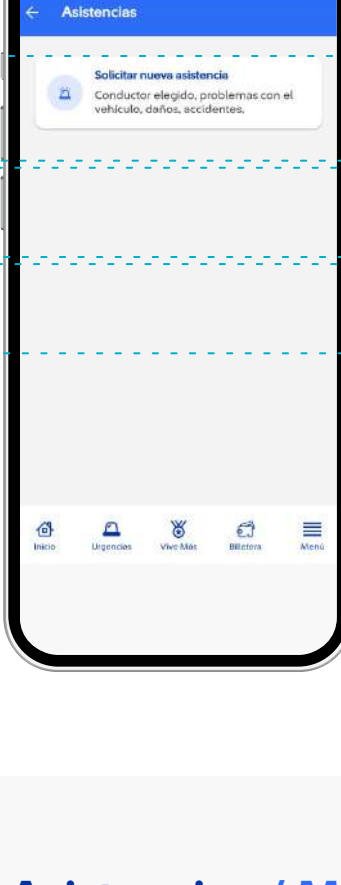 ← Asistencias
Solicitar nueva asistencia
Conductor elegido, problemas con el
vehículo, daños, accidentes.
Inicio Urgencias Vive Más Billetera Menú